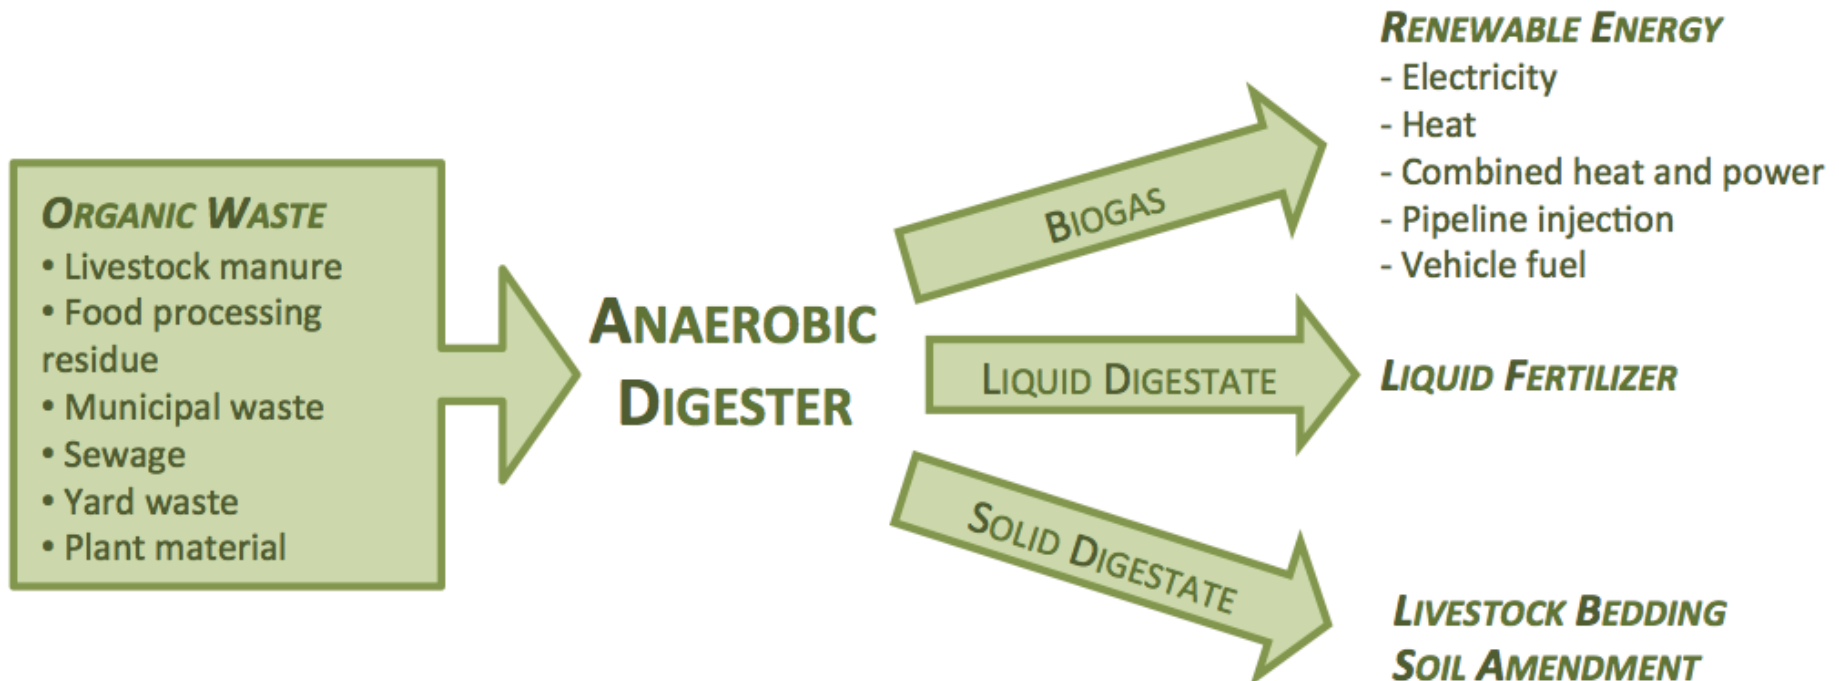 ORGANIC WASTE
• Livestock manure
• Food processing
residue
• Municipal waste
• Sewage
• Yard waste
• Plant material
ANAEROBIC
DIGESTER
BIOGAS
LIQUID DIGESTATE
SOLID DIGESTATE
RENEWABLE ENERGY
- Electricity
- Heat
- Combined heat and power
- Pipeline injection
- Vehicle fuel
LIQUID FERTILIZER
LIVESTOCK BEDDING
SOIL AMENDMENT